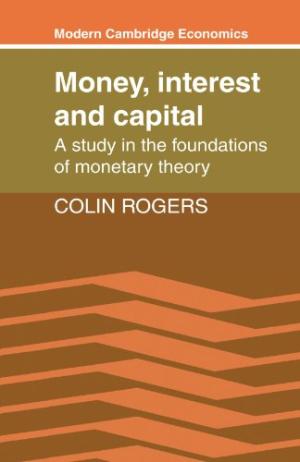 Modern Cambridge Economics
Money, interest
and capital
A study in the foundations
of monetary theory
COLIN ROGERS